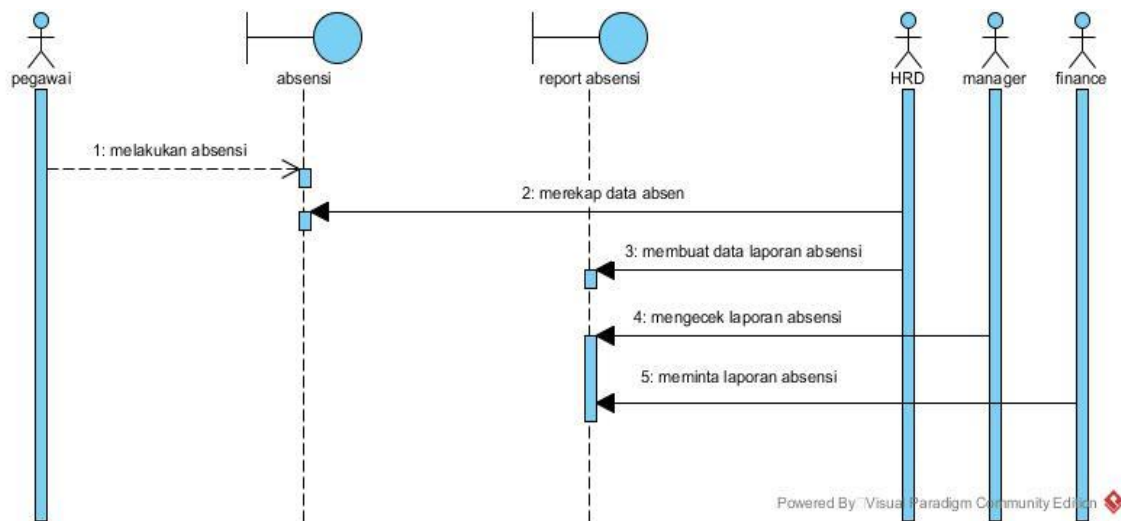 pegawai
absensi
report absensi
HRD
manager
finance
1: melakukan absensi
2: merekap data absen
3: membuat data laporan absensi
4: mengecek laporan absensi
5: meminta laporan absensi
Powered By Visual Paradigm Community Edition